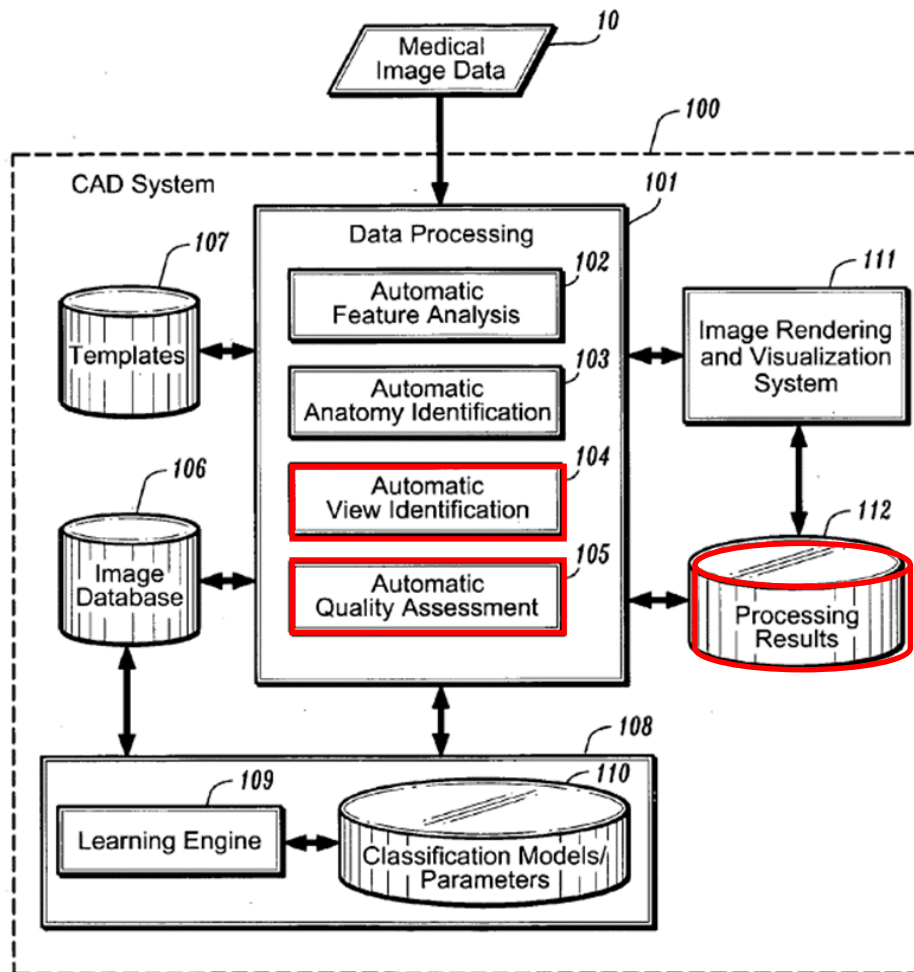 10
Medical
Image Data
100
CAD System
101
Data Processing
107
Templates
102
Automatic
Feature Analysis
111
Image Rendering
and Visualization
System
103
Automatic
Anatomy Identification
106
Image
Database
104
Automatic
View Identification
112
Processing
Results
105
Automatic
Quality Assessment
108
109
Learning Engine
110
Classification Models/
Parameters